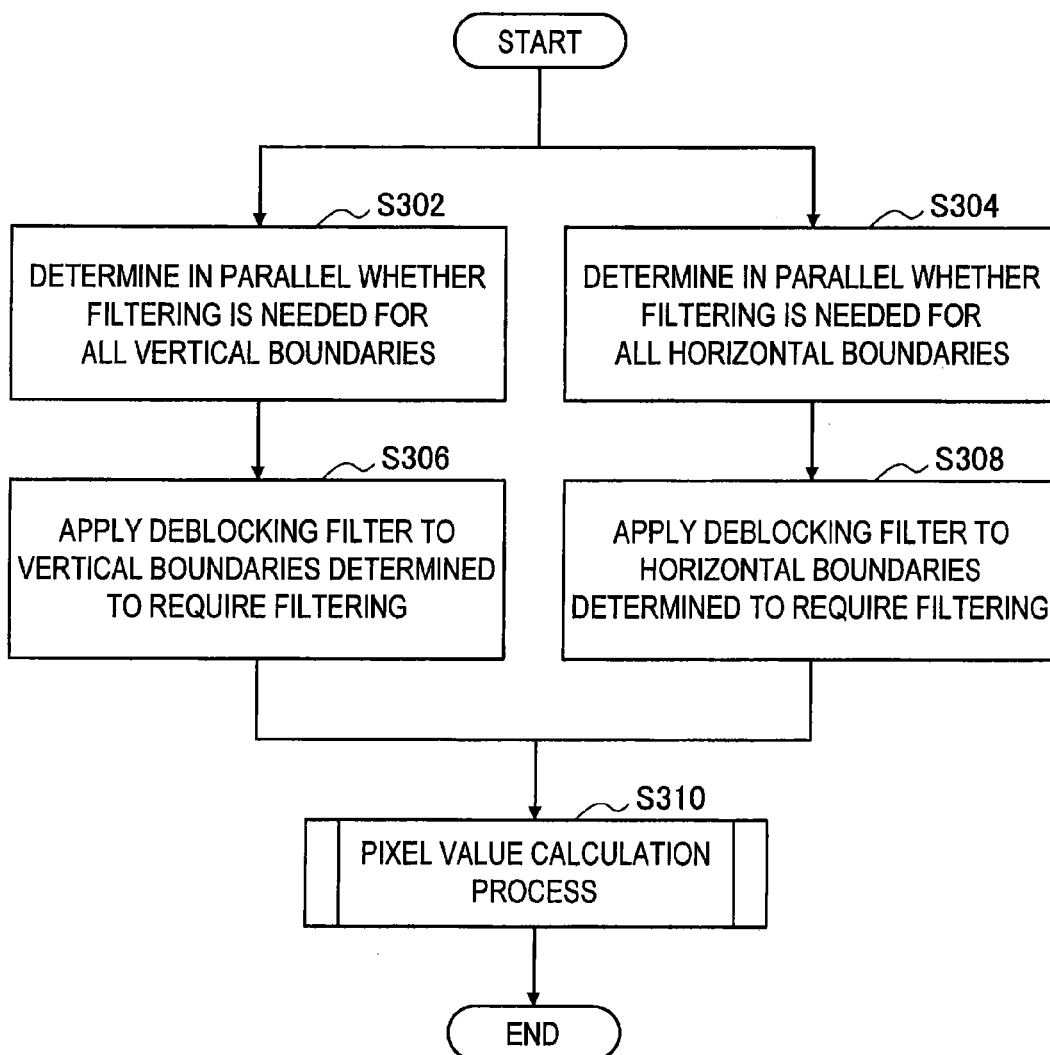 START
S302
DETERMINE IN PARALLEL WHETHER
FILTERING IS NEEDED FOR
ALL VERTICAL BOUNDARIES
S304
DETERMINE IN PARALLEL WHETHER
FILTERING IS NEEDED FOR
ALL HORIZONTAL BOUNDARIES
S306
APPLY DEBLOCKING FILTER TO
VERTICAL BOUNDARIES DETERMINED
TO REQUIRE FILTERING
S308
APPLY DEBLOCKING FILTER TO
HORIZONTAL BOUNDARIES
DETERMINED TO REQUIRE FILTERING
S310
PIXEL VALUE CALCULATION
PROCESS
END